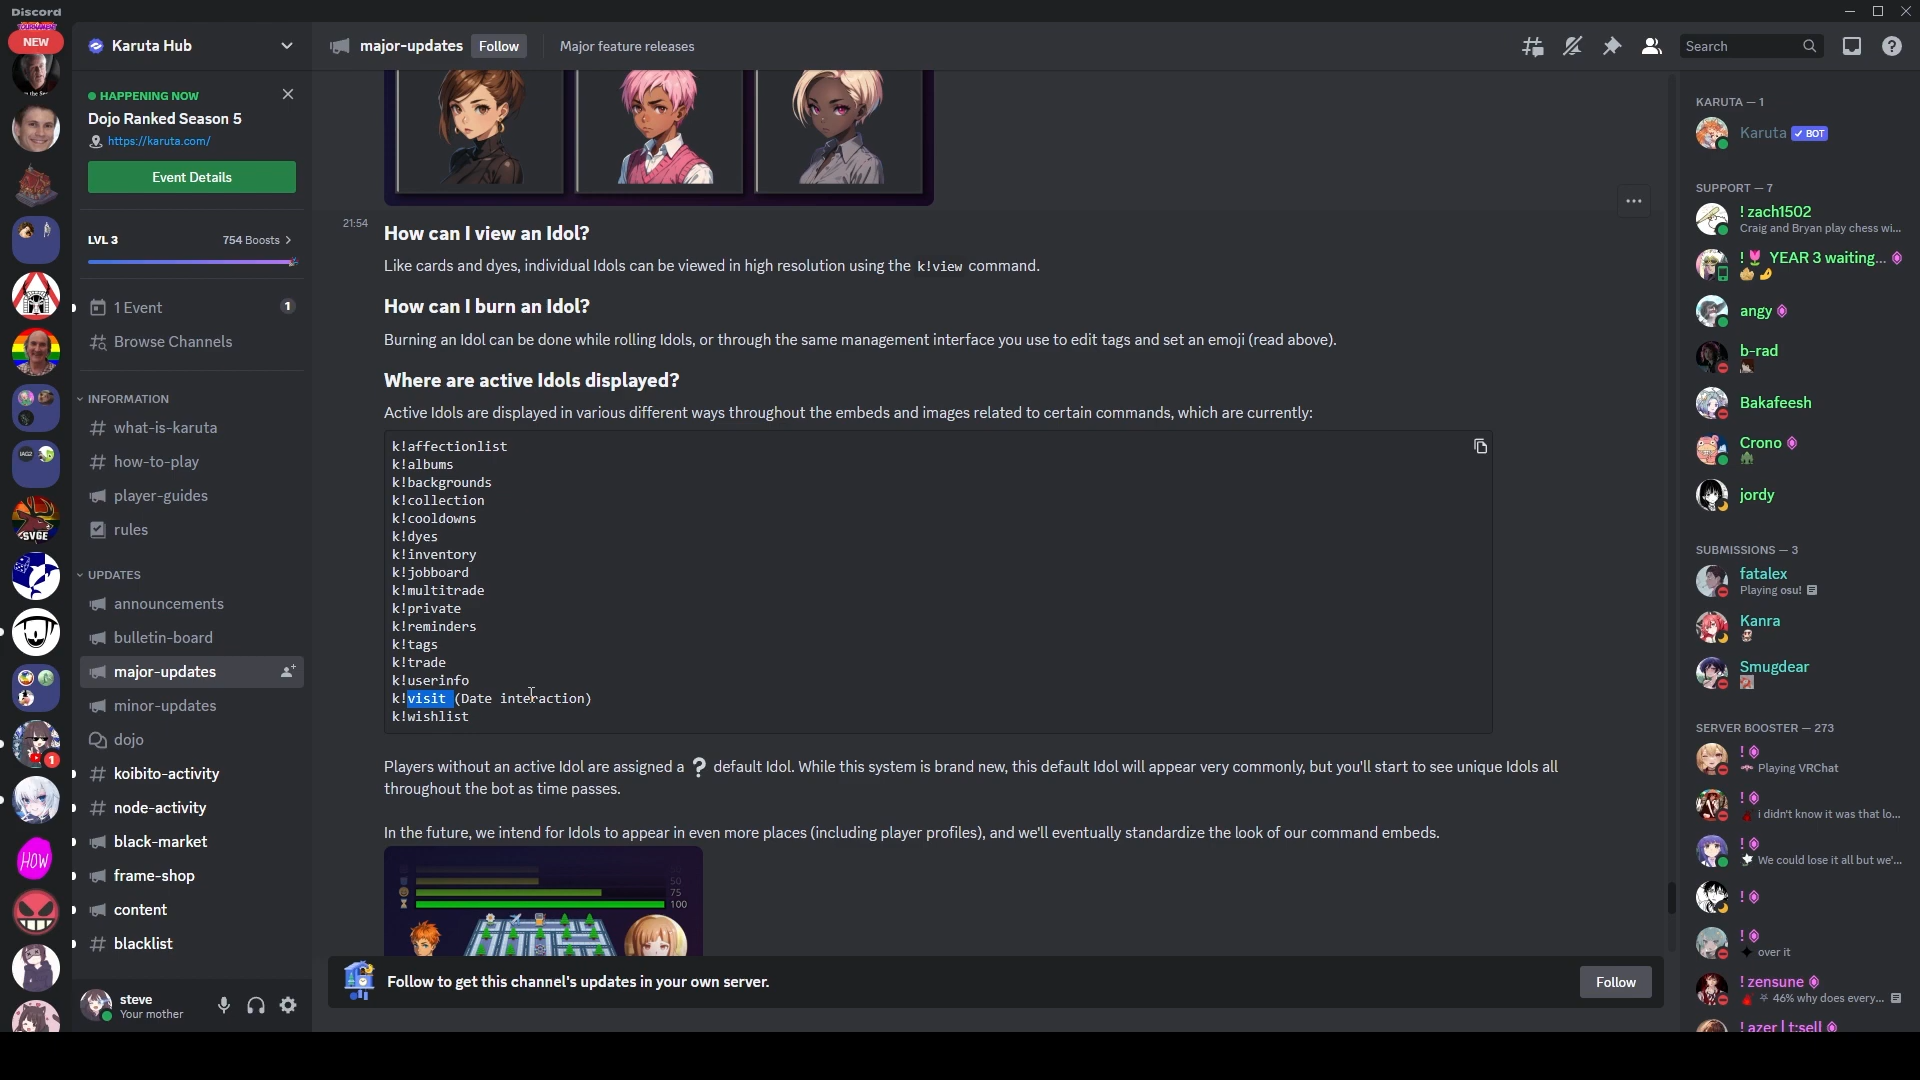 Discord
NEW
HOW
SVGE
1
Karuta Hub
HAPPENING NOW
Dojo Ranked Season 5
https://karuta.com/
Event Details
LVL 3
754 Boosts
1 Event
1
Browse Channels
INFORMATION
what-is-karuta
how-to-play
player-guides
rules
UPDATES
announcements
bulletin-board
major-updates
minor-updates
dojo
koibito-activity
node-activity
black-market
frame-shop
content
blacklist
steve
Your mother
major-updates
Follow
Major feature releases
Search
21:54
How can I view an Idol?
Like cards and dyes, individual Idols can be viewed in high resolution using the k!view command.
How can I burn an Idol?
Burning an Idol can be done while rolling Idols, or through the same management interface you use to edit tags and set an emoji (read above).
Where are active Idols displayed?
Active Idols are displayed in various different ways throughout the embeds and images related to certain commands, which are currently:
k!affectionlist
k!albums
k!backgrounds
k!collection
k!cooldowns
k!dyes
k!inventory
k!jobboard
k!multitrade
k!private
k!reminders
k!tags
k!trade
k!userinfo
k!visit (Date interaction)
k!wishlist
Players without an active Idol are assigned a ? default Idol. While this system is brand new, this default Idol will appear very commonly, but you'll start to see unique Idols all
throughout the bot as time passes.
In the future, we intend for Idols to appear in even more places (including player profiles), and we'll eventually standardize the look of our command embeds.
50
75
100
Follow to get this channel's updates in your own server.
Follow
KARUTA — 1
Karuta ✓ BOT
SUPPORT — 7
! zach1502
Craig and Bryan play chess wi...
! YEAR 3 waiting...
angy
b-rad
Bakafeesh
Crono
jordy
SUBMISSIONS — 3
fatalex
Playing osu!
Kanra
Smugdear
SERVER BOOSTER — 273
!
Playing VRChat
!
i didn't know it was that lo...
!
We could lose it all but we'...
!
!
over it
! zensune
46% why does every...
! azer | t:sell